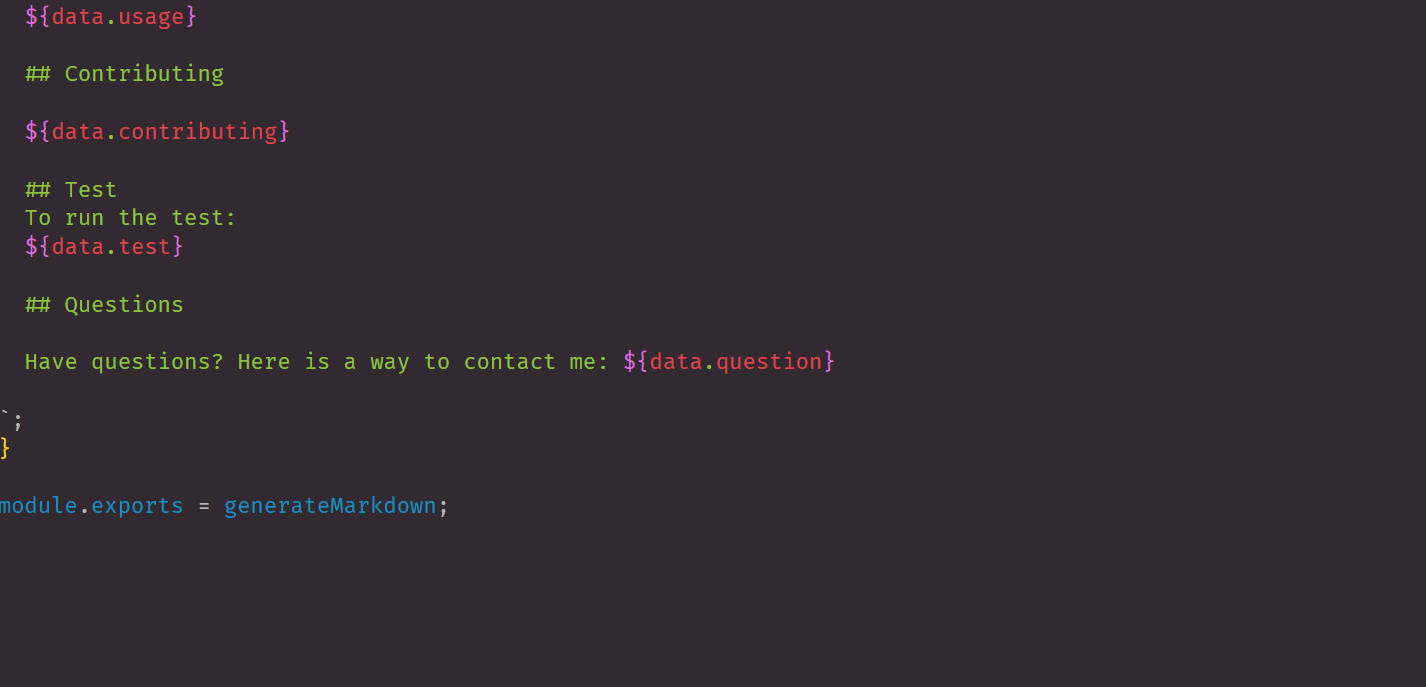 ${data.usage}
## Contributing
${data.contributing}
## Test
To run the test:
${data.test}
## Questions
Have questions? Here is a way to contact me: ${data.question}
`;
}
module.exports = generateMarkdown;